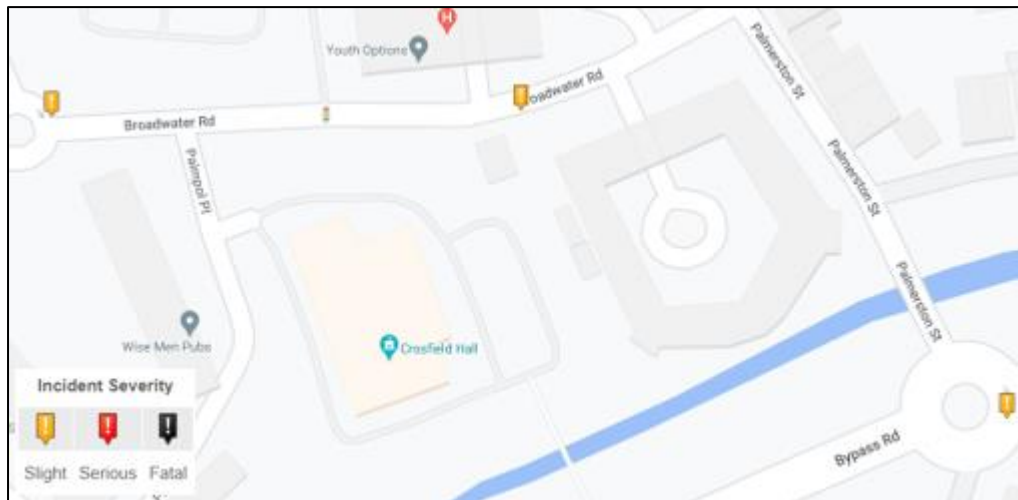 H
Youth Options
Palmerston St
Broadwater Rd
oadwater Rd
Palmerston St
Palmpol Pl
Palmerston St
Wise Men Pubs
Crosfield Hall
Incident Severity
Slight Serious Fatal
Bypass Rd